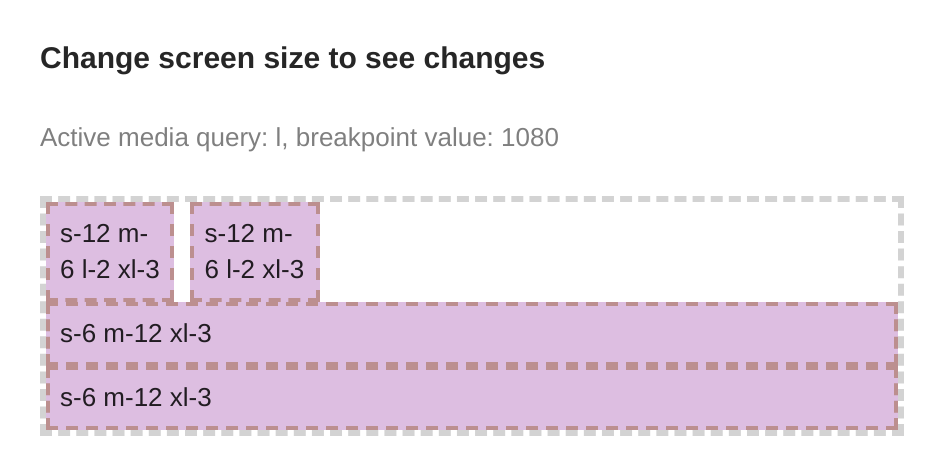 Change screen size to see changes
Active media query: l, breakpoint value: 1080
s-12 m-
6 l-2 xl-3
s-12 m-
6 l-2 xl-3
s-6 m-12 xl-3
s-6 m-12 xl-3